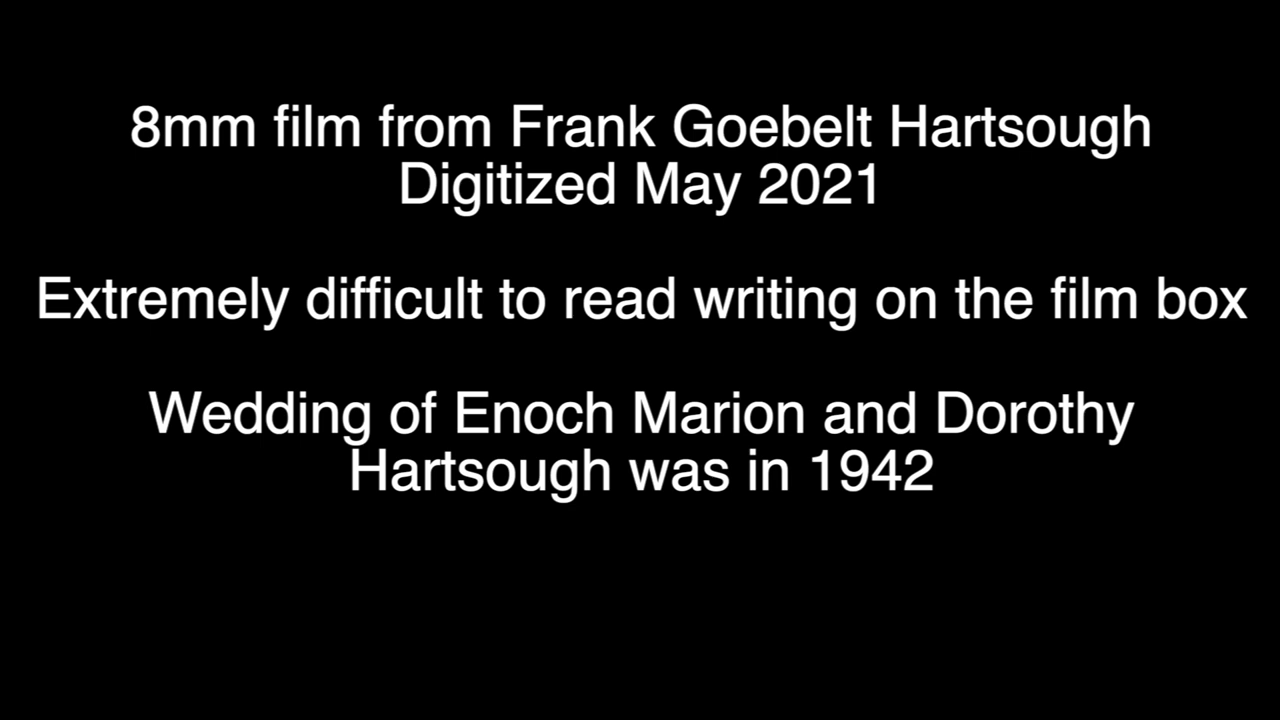 8mm film from Frank Goebelt Hartsough
Digitized May 2021
Extremely difficult to read writing on the film box
Wedding of Enoch Marion and Dorothy
Hartsough was in 1942